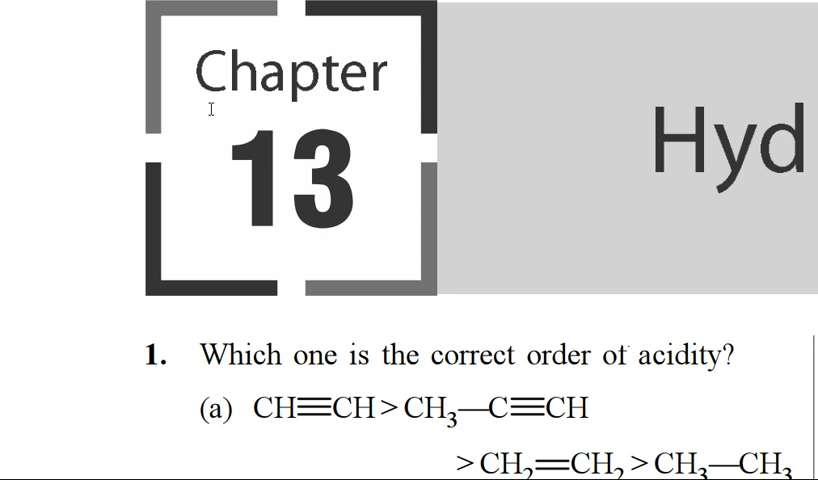 Chapter
13
Hyd
1. Which one is the correct order of acidity?
(a) CH≡CH > CH₃—C≡CH
> CH₂=CH₂ > CH₃—CH₃